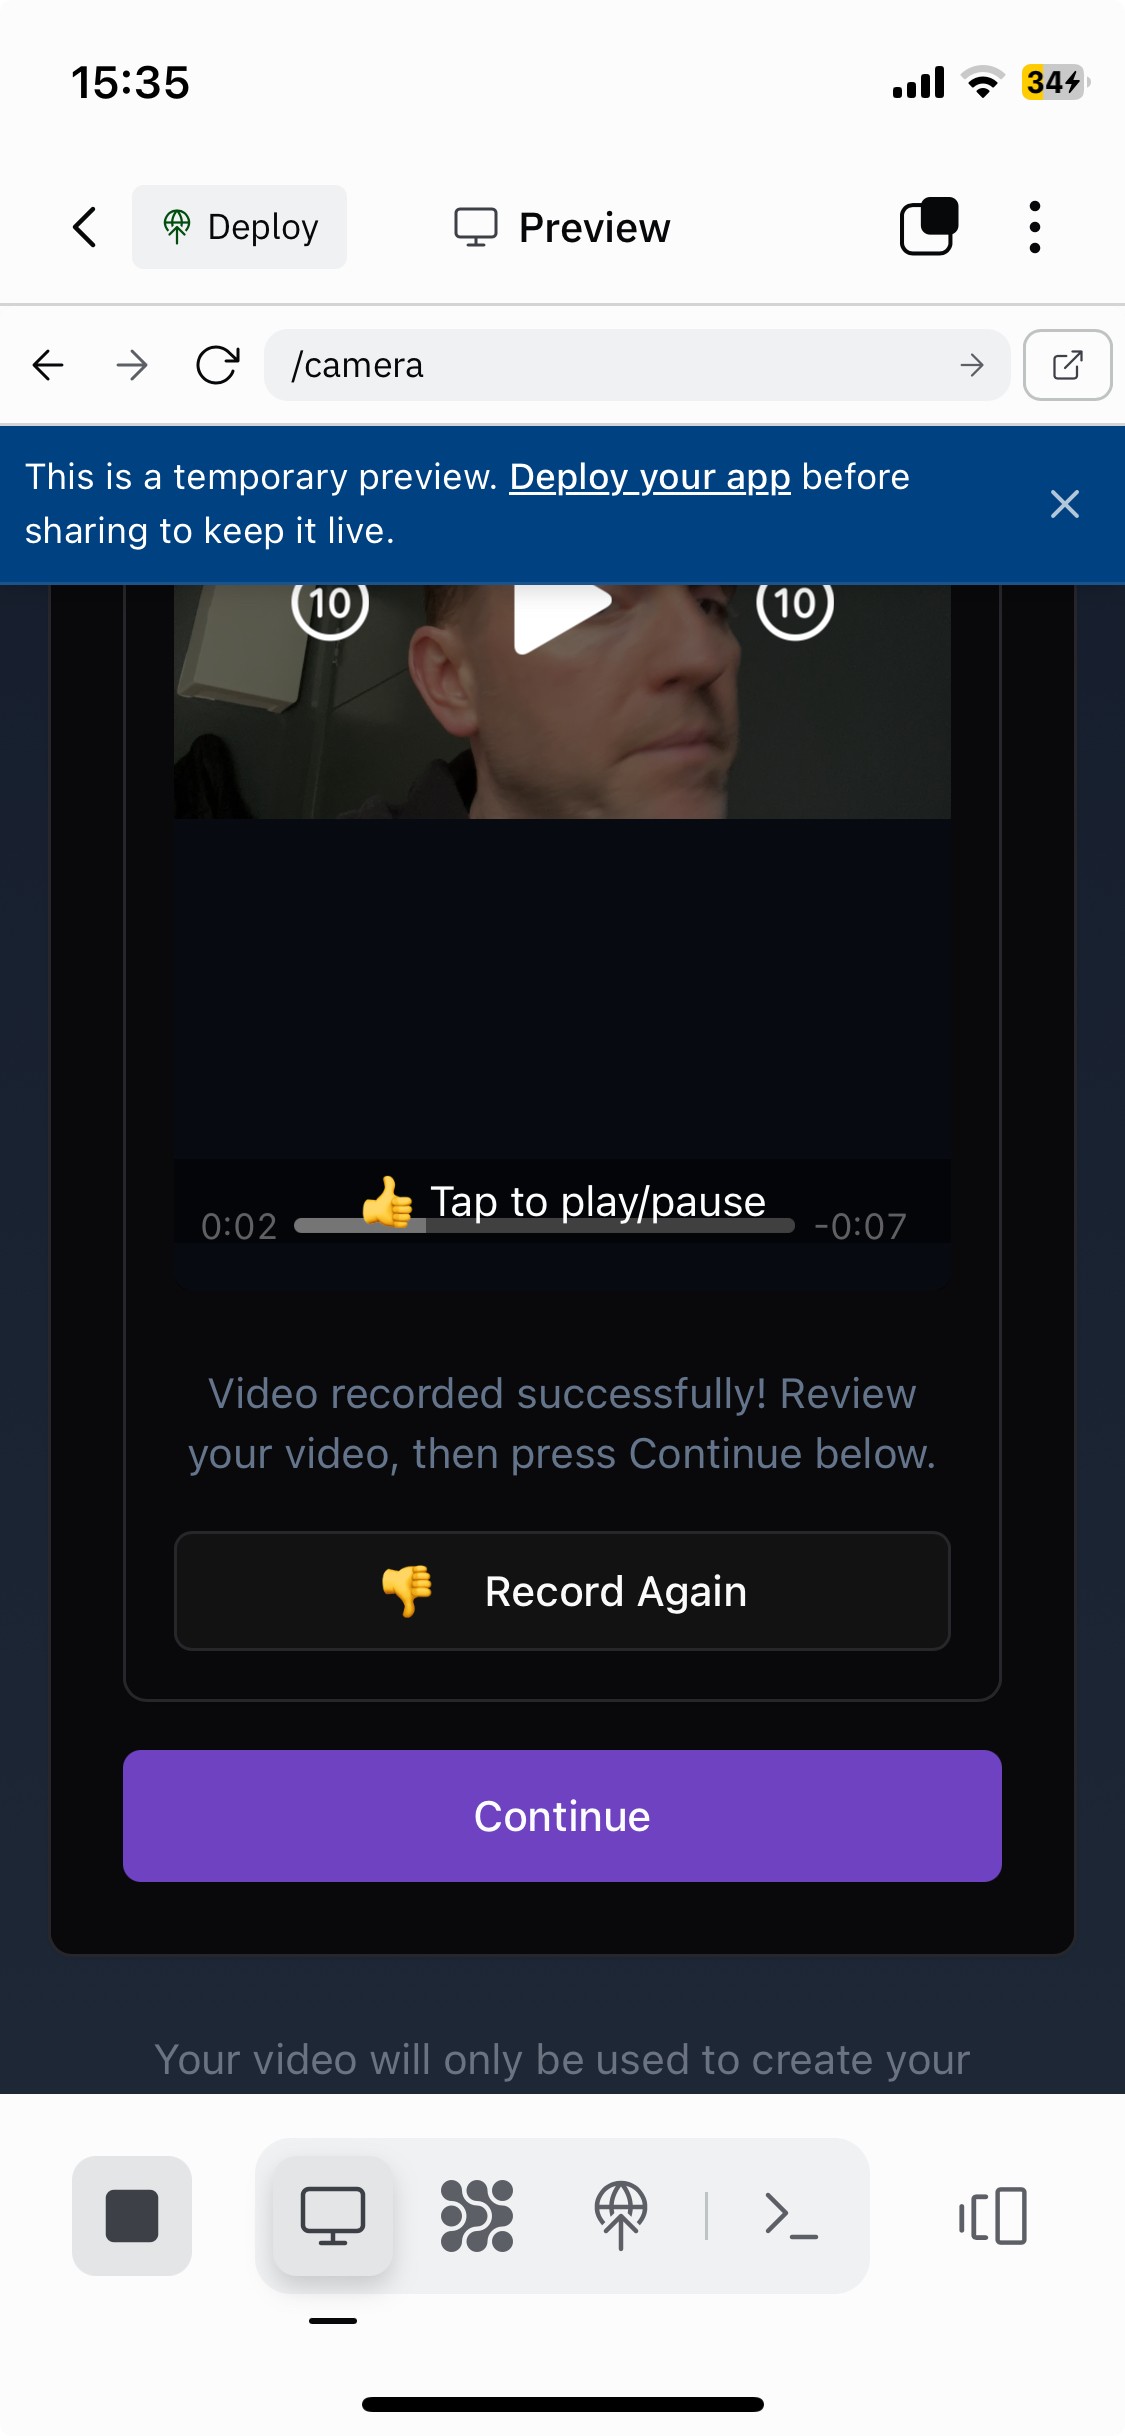 15:35
34
Deploy
Preview
/camera
This is a temporary preview. Deploy your app before
sharing to keep it live.
10
10
👍 Tap to play/pause
0:02
-0:07
Video recorded successfully! Review
your video, then press Continue below.
👎 Record Again
Continue
Your video will only be used to create your